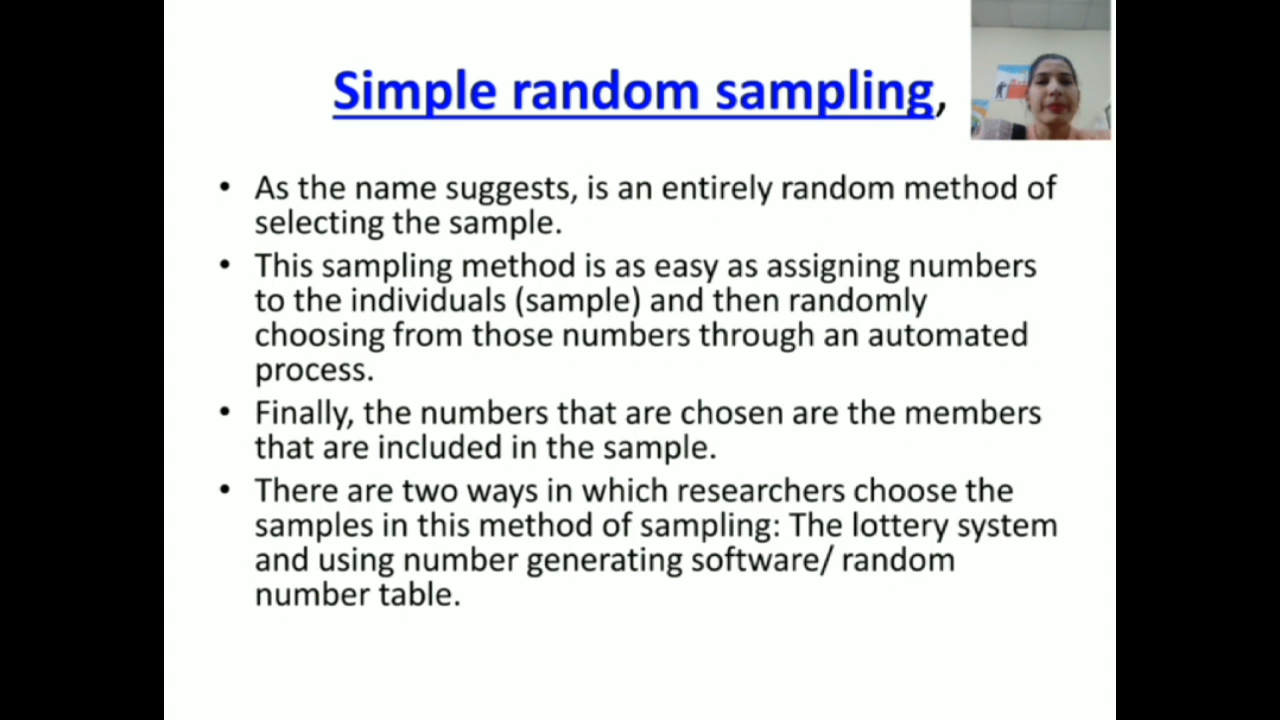 Simple random sampling,
• As the name suggests, is an entirely random method of
selecting the sample.
• This sampling method is as easy as assigning numbers
to the individuals (sample) and then randomly
choosing from those numbers through an automated
process.
• Finally, the numbers that are chosen are the members
that are included in the sample.
• There are two ways in which researchers choose the
samples in this method of sampling: The lottery system
and using number generating software/ random
number table.